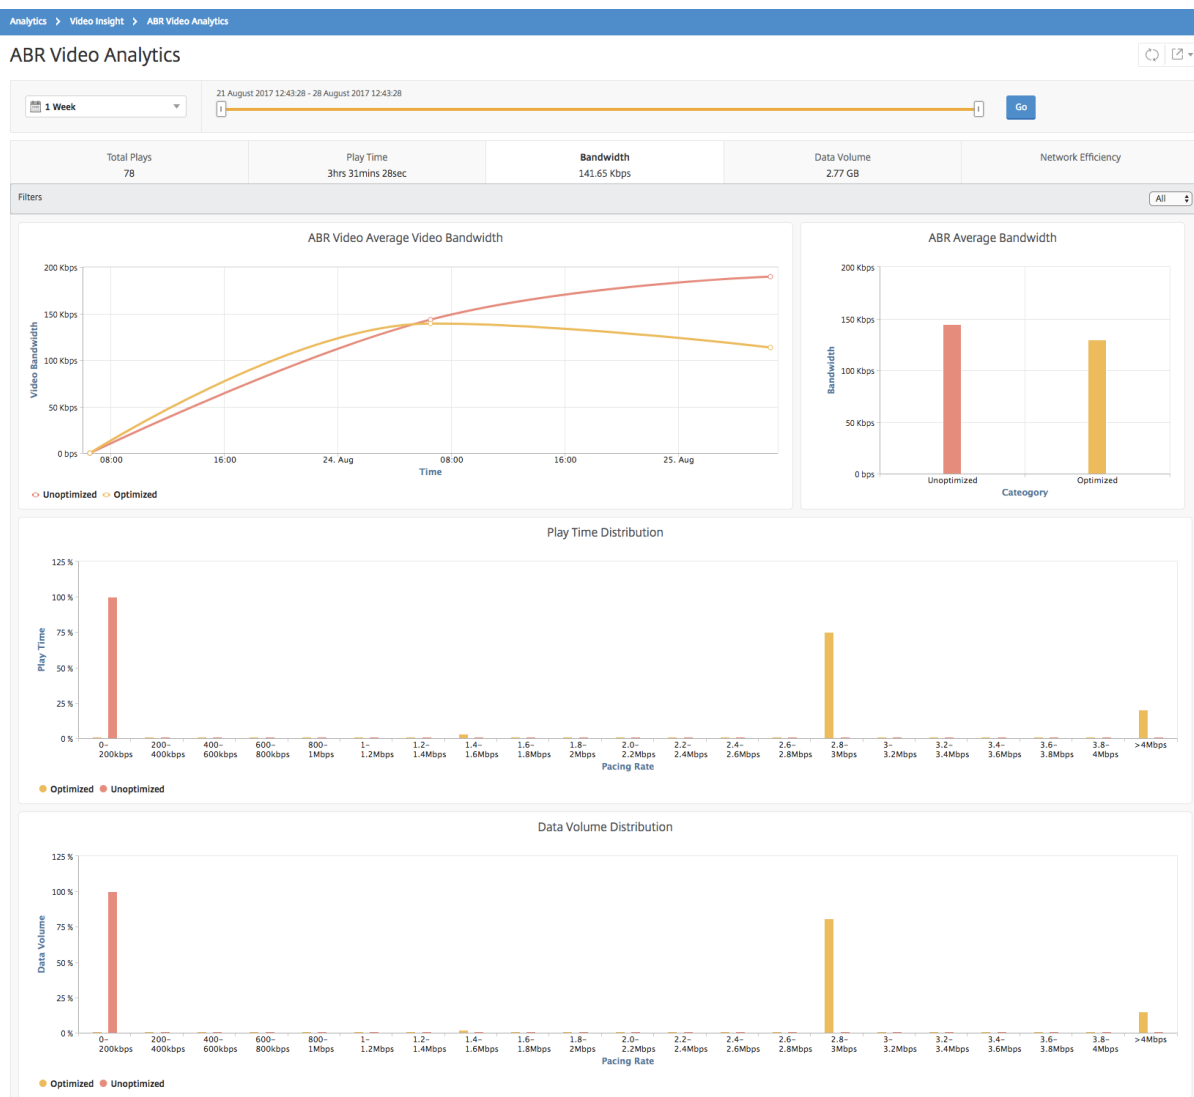 Analytics > Video Insight > ABR Video Analytics
ABR Video Analytics
1 Week
21 August 2017 12:43:28 - 28 August 2017 12:43:28
Go
Total Plays
78
Play Time
3hrs 31mins 28sec
Bandwidth
141.65 Kbps
Data Volume
2.77 GB
Network Efficiency
Filters
All
ABR Video Average Video Bandwidth
Video Bandwidth
200 Kbps
150 Kbps
100 Kbps
50 Kbps
0 bps
08:00 16:00 24. Aug 08:00 16:00 25. Aug
Time
Unoptimized Optimized
ABR Average Bandwidth
Bandwidth
200 Kbps
150 Kbps
100 Kbps
50 Kbps
0 bps
Unoptimized Optimized
Cateogory
Play Time Distribution
Play Time
125 %
100 %
75 %
50 %
25 %
0 %
0- 200- 400- 600- 800- 1- 1.2- 1.4- 1.6- 1.8- 2.0- 2.2- 2.4- 2.6- 2.8- 3- 3.2- 3.4- 3.6- 3.8- >4Mbps
200kbps 400kbps 600kbps 800kbps 1Mbps 1.2Mbps 1.4Mbps 1.6Mbps 1.8Mbps 2Mbps 2.2Mbps 2.4Mbps 2.6Mbps 2.8Mbps 3Mbps 3.2Mbps 3.4Mbps 3.6Mbps 3.8Mbps 4Mbps
Pacing Rate
Optimized Unoptimized
Data Volume Distribution
Data Volume
125 %
100 %
75 %
50 %
25 %
0 %
0- 200- 400- 600- 800- 1- 1.2- 1.4- 1.6- 1.8- 2.0- 2.2- 2.4- 2.6- 2.8- 3- 3.2- 3.4- 3.6- 3.8- >4Mbps
200kbps 400kbps 600kbps 800kbps 1Mbps 1.2Mbps 1.4Mbps 1.6Mbps 1.8Mbps 2Mbps 2.2Mbps 2.4Mbps 2.6Mbps 2.8Mbps 3Mbps 3.2Mbps 3.4Mbps 3.6Mbps 3.8Mbps 4Mbps
Pacing Rate
Optimized Unoptimized